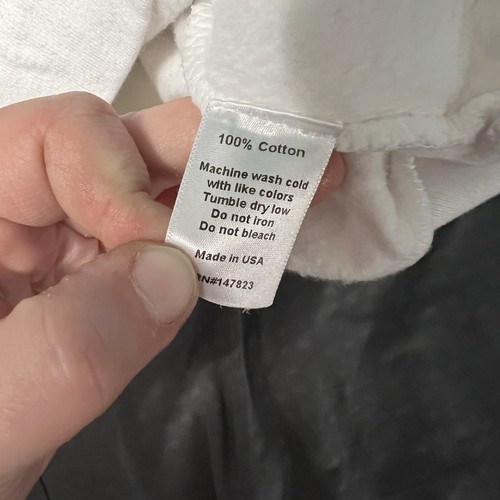 100% Cotton
Machine wash cold
with like colors
Tumble dry low
Do not iron
Do not bleach
Made in USA
RN#147823